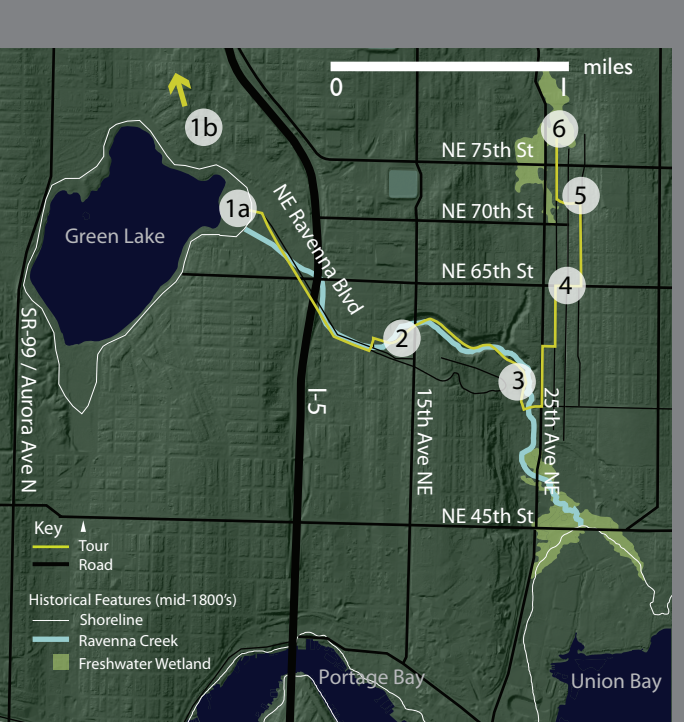 miles
0 1
1b
6
NE 75th St
1a
5
NE Ravenna Blvd
NE 70th St
Green Lake
NE 65th St
4
SR-99 / Aurora Ave N
2
3
I-5
15th Ave NE
25th Ave NE
NE 45th St
Key
Tour
Road
Historical Features (mid-1800's)
Shoreline
Ravenna Creek
Freshwater Wetland
Portage Bay
Union Bay